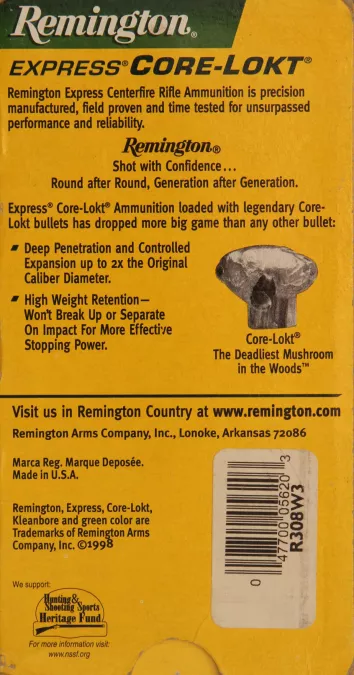 Remington®
EXPRESS® CORE-LOKT®
Remington Express Centerfire Rifle Ammunition is precision
manufactured, field proven and time tested for unsurpassed
performance and reliability.
Remington®
Shot with Confidence...
Round after Round, Generation after Generation.
Express® Core-Lokt® Ammunition loaded with legendary Core-
Lokt bullets has dropped more big game than any other bullet:
Deep Penetration and Controlled
Expansion up to 2x the Original
Caliber Diameter.
High Weight Retention—
Won't Break Up or Separate
On Impact For More Effective
Stopping Power.
Core-Lokt®
The Deadliest Mushroom
in the Woods™
Visit us in Remington Country at www.remington.com
Remington Arms Company, Inc., Lonoke, Arkansas 72086
Marca Reg. Marque Deposée.
Made in U.S.A.
Remington, Express, Core-Lokt,
Kleanbore and green color are
Trademarks of Remington Arms
Company, Inc. ©1998
0 47700 05620 3
R308W3
We support:
Hunting &
Shooting Sports
Heritage Fund
For more information visit:
www.nssf.org